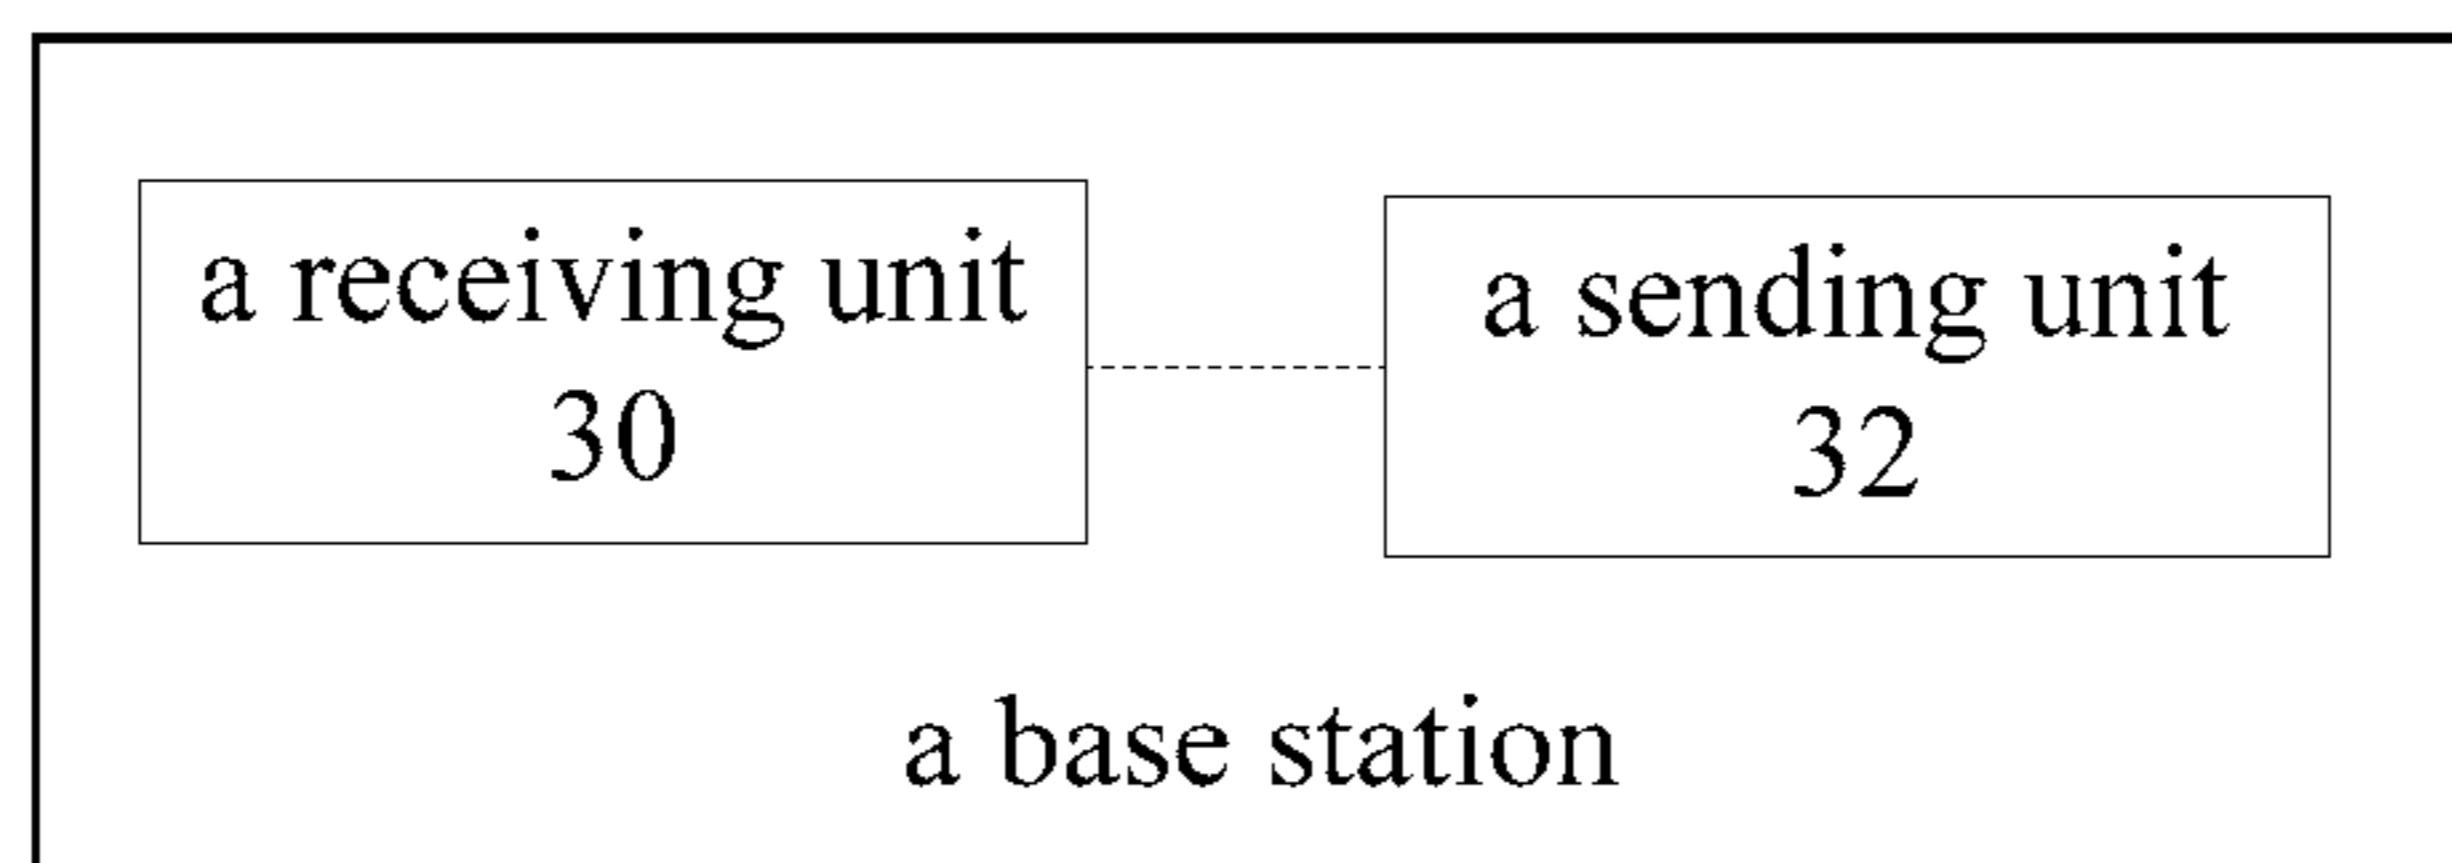 a receiving unit
30
a sending unit
32
a base station